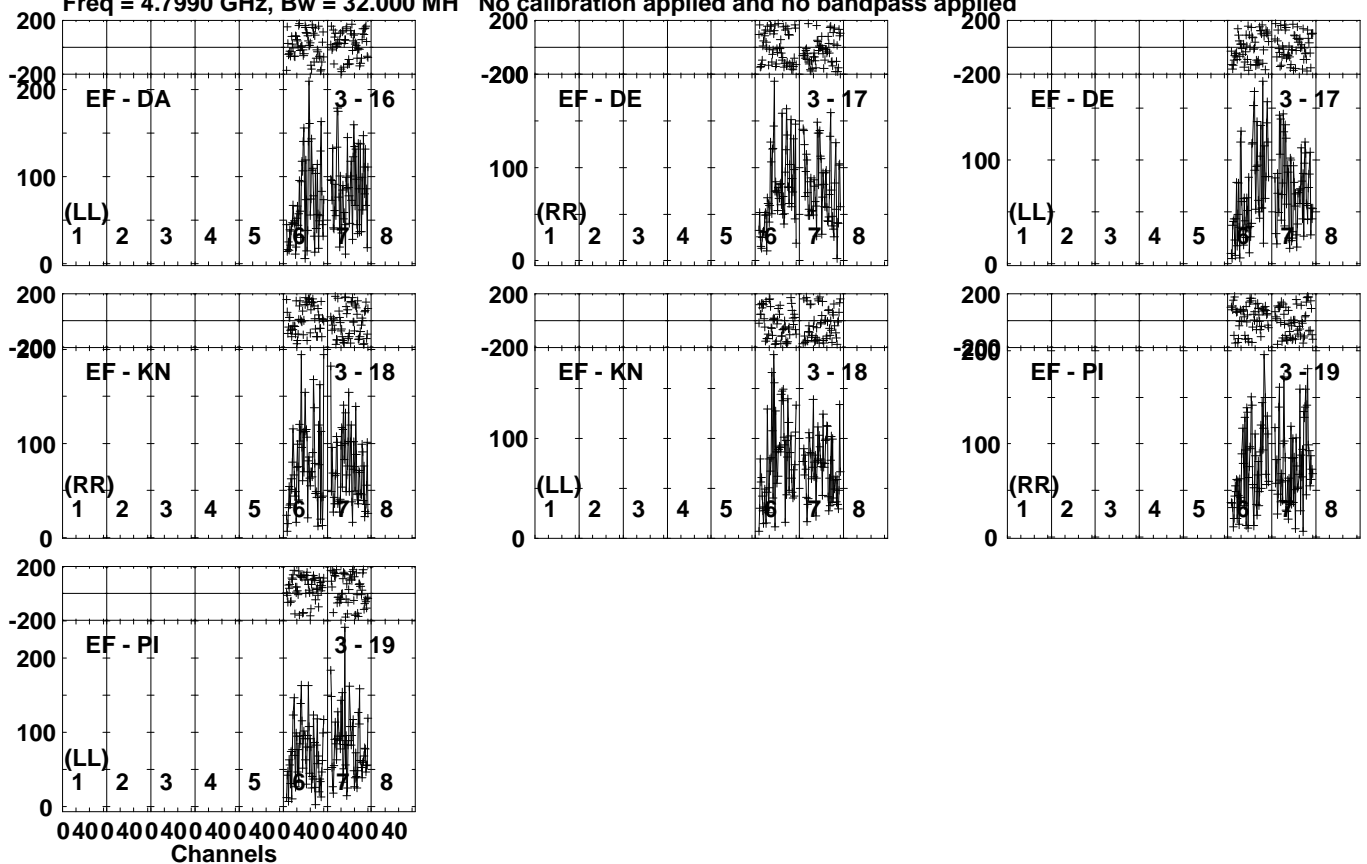 Freq = 4.7990 GHz, Bw = 32.000 MH No calibration applied and no bandpass applied
200
-200
200
EF - DA 3 - 16
100
(LL)
1 2 3 4 5 6 7 8
0
200
-200
200
EF - DE 3 - 17
100
(RR)
1 2 3 4 5 6 7 8
0
200
-200
EF - DE 3 - 17
100
(LL)
1 2 3 4 5 6 7 8
0
200
-200
200
EF - KN 3 - 18
100
(RR)
1 2 3 4 5 6 7 8
0
200
-200
EF - KN 3 - 18
100
(LL)
1 2 3 4 5 6 7 8
0
200
-200
200
EF - PI 3 - 19
100
(RR)
1 2 3 4 5 6 7 8
0
200
-200
EF - PI 3 - 19
200
100
(LL)
1 2 3 4 5 6 7 8
0
0 40 0 40 0 40 0 40 0 40 0 40 0 40 0 40
Channels